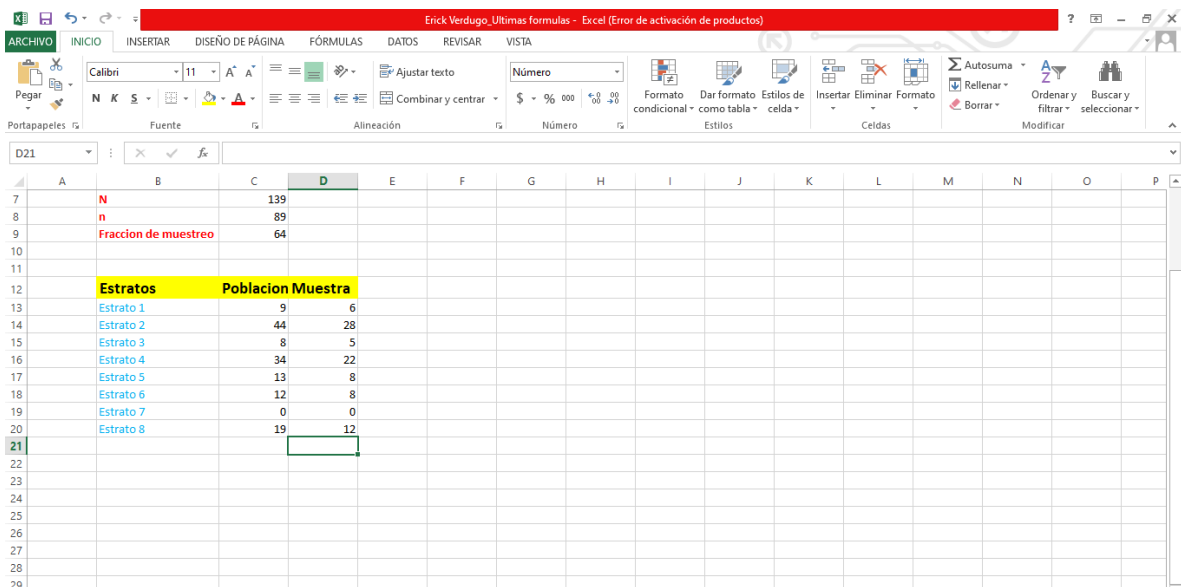 Erick Verdugo_Ultimas formulas - Excel (Error de activación de productos)
ARCHIVO INICIO INSERTAR DISEÑO DE PÁGINA FÓRMULAS DATOS REVISAR VISTA
Calibri 11 Ajustar texto Número Autosuma
Rellenar
Pegar N K S Combinar y centrar $ % 000 Formato condicional Dar formato como tabla Estilos de celda Insertar Eliminar Formato Borrar Ordenar y filtrar Buscar y seleccionar
Portapapeles Fuente Alineación Número Estilos Celdas Modificar
D21 fx
A B C D E F G H I J K L M N O P
7 N 139
8 n 89
9 Fraccion de muestreo 64
10
11
12 Estratos Poblacion Muestra
13 Estrato 1 9 6
14 Estrato 2 44 28
15 Estrato 3 8 5
16 Estrato 4 34 22
17 Estrato 5 13 8
18 Estrato 6 12 8
19 Estrato 7 0 0
20 Estrato 8 19 12
21
22
23
24
25
26
27
28
29